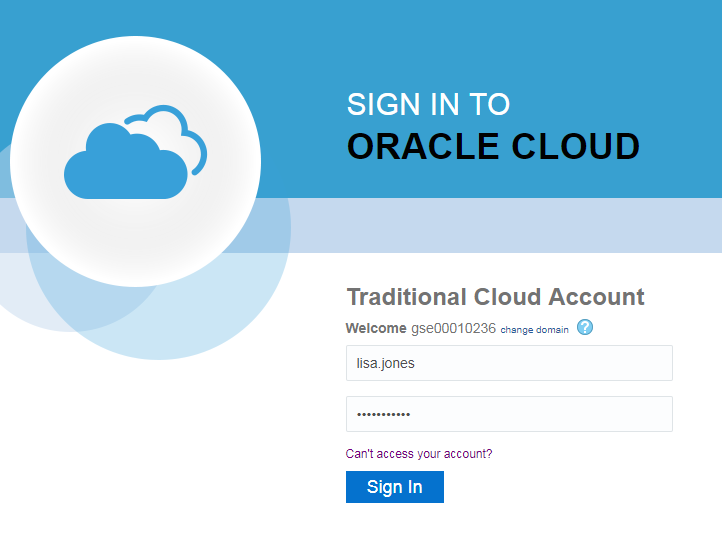 SIGN IN TO
ORACLE CLOUD
Traditional Cloud Account
Welcome gse00010236 change domain ?
lisa.jones
•••••••••••
Can't access your account?
Sign In